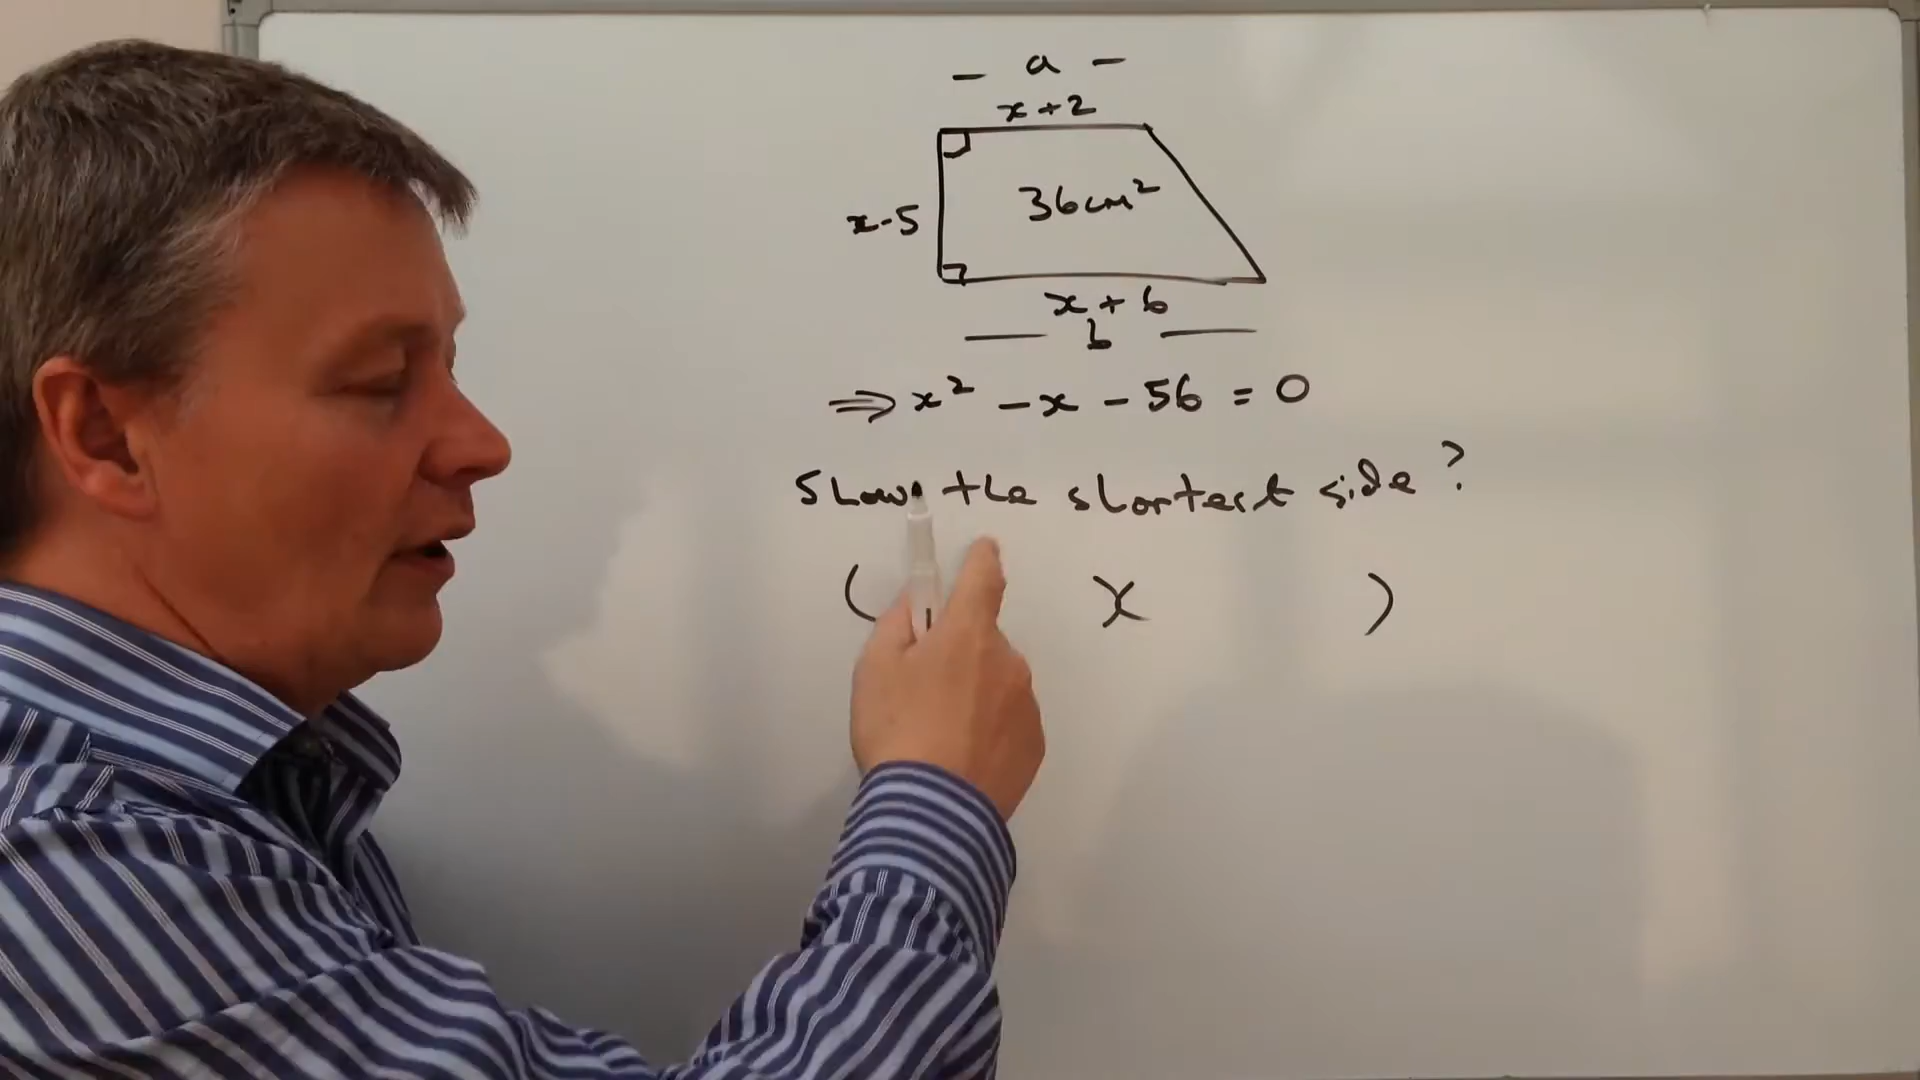 - a -
x+2
x-5
36cm²
x + 6
b
⇒ x² - x - 56 = 0
Show the shortest side?
( )( )